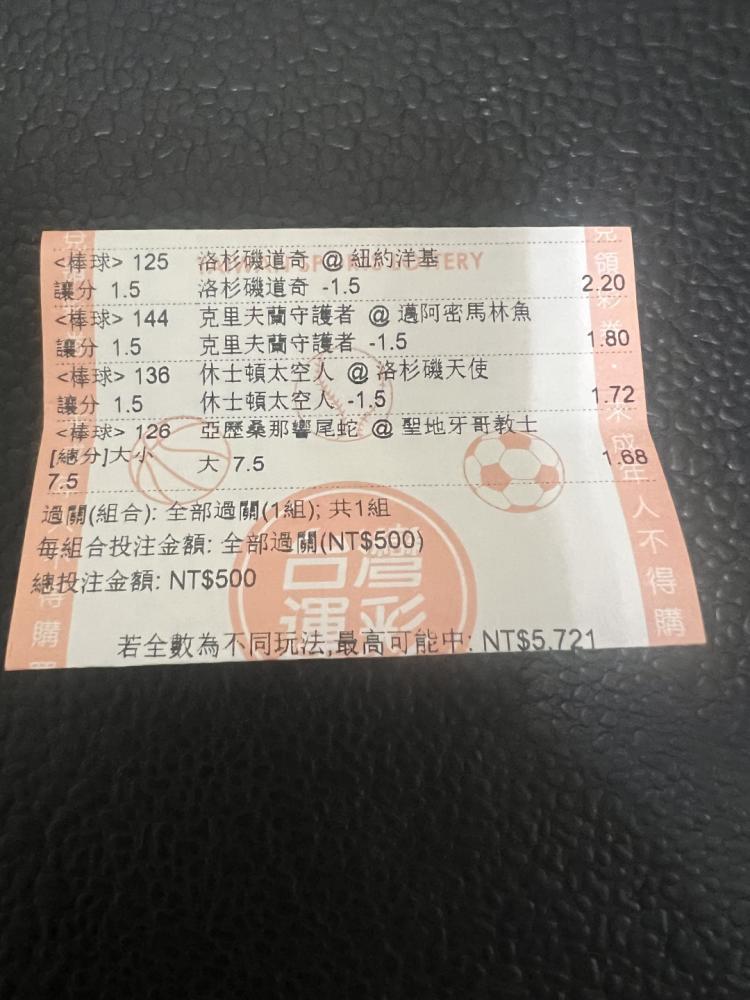 <棒球> 125 洛杉磯道奇 @ 紐約洋基
讓分 1.5 洛杉磯道奇 -1.5 2.20
<棒球> 144 克里夫蘭守護者 @ 邁阿密馬林魚
讓分 1.5 克里夫蘭守護者 -1.5 1.80
<棒球> 136 休士頓太空人 @ 洛杉磯天使
讓分 1.5 休士頓太空人 -1.5 1.72
<棒球> 126 亞歷桑那響尾蛇 @ 聖地牙哥教士
[總分]大小 大 7.5 1.68
7.5
過關(組合): 全部過關(1組); 共1組
每組合投注金額: 全部過關(NT$500)
總投注金額: NT$500
若全數為不同玩法,最高可能中: NT$5,721
台灣
運彩
人不得購
得購